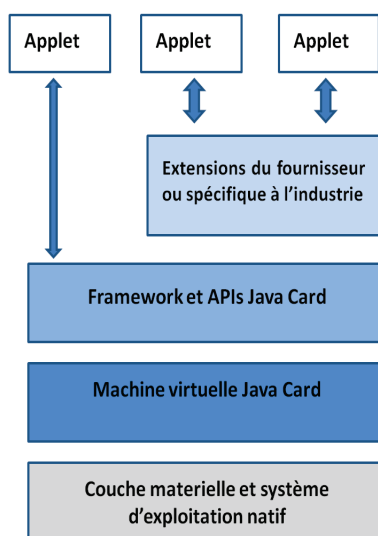 Applet Applet Applet
Extensions du fournisseur
ou spécifique à l'industrie
Framework et APIs Java Card
Machine virtuelle Java Card
Couche materielle et système
d'exploitation natif